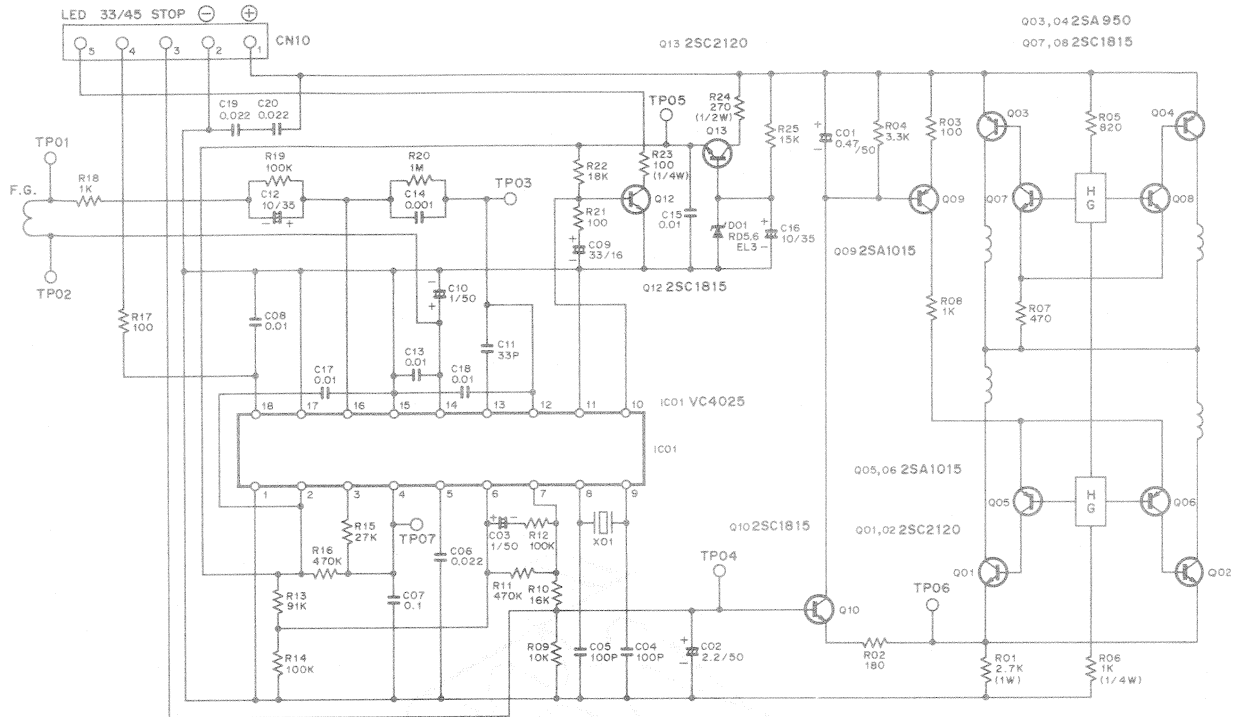 LED 33/45 STOP ⊖ ⊕
5 4 3 2 1 CN10
Q03,04 2SA950
Q07,08 2SC1815
Q13 2SC2120
C19
0.022
C20
0.022
TP05
R24
270
(1/2W)
Q13
R25
15K
C01
0.47/50
R04
3.3K
R03
100
Q03
R05
820
Q04
TP01
R18
1K
F.G.
TP02
R19
100K
C12
10/35
R20
1M
C14
0.001
TP03
R22
18K
R21
100
C09
33/16
R23
100
(1/4W)
Q12
C15
0.01
D01
RD5.6
EL3
C16
10/35
Q12 2SC1815
Q09
Q09 2SA1015
Q07
H
G
Q08
R08
1K
R07
470
R17
100
C08
0.01
C10
1/50
C11
33P
C17
0.01
C13
0.01
C18
0.01
18 17 16 15 14 13 12 11 10
IC01 VC4025
IC01
1 2 3 4 5 6 7 8 9
R15
27K
R16
470K
TP07
C06
0.022
C03
1/50
R12
100K
X01
R11
470K
R10
16K
R13
91K
C07
0.1
R14
100K
R09
10K
C05
100P
C04
100P
C02
2.2/50
TP04
Q10 2SC1815
Q10
R02
180
TP06
Q05,06 2SA1015
Q05
H
G
Q06
Q01,02 2SC2120
Q01
Q02
R01
2.7K
(1W)
R06
1K
(1/4W)